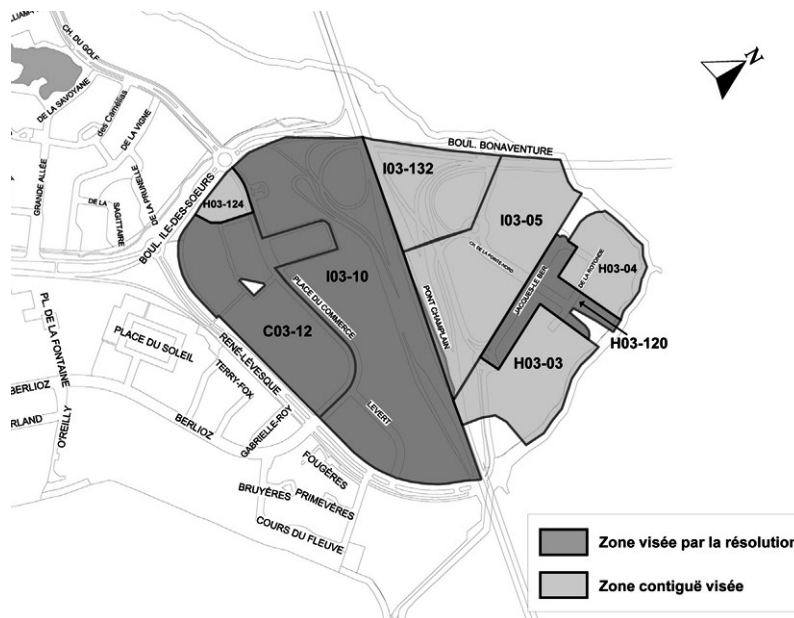 CH. DU GOLF
DE LA SAVOYANE
des Camélias
DE LA VIGNE
GRANDE ALLÉE
DE LA PRUNELLE
DE LA
SAGITTAIRE
BOUL. ILE-DES-SOEURS
H03-124
N
BOUL. BONAVENTURE
I03-132
I03-05
CH. DE LA POINTE NORD
JACQUES-LE BER
DE LA ROTONDE
H03-04
I03-10
PLACE DU COMMERCE
PONT CHAMPLAIN
C03-12
H03-120
H03-03
PL. DE LA FONTAINE
PLACE DU SOLEIL
RENÉ-LÉVESQUE
TERRY-FOX
LEVERT
BERLIOZ
RLAND
O'REILLY
BERLIOZ
GABRIELLE-ROY
FOUGÈRES
BRUYÈRES
PRIMEVÈRES
COURS DU FLEUVE
Zone visée par la résolution
Zone contiguë visée